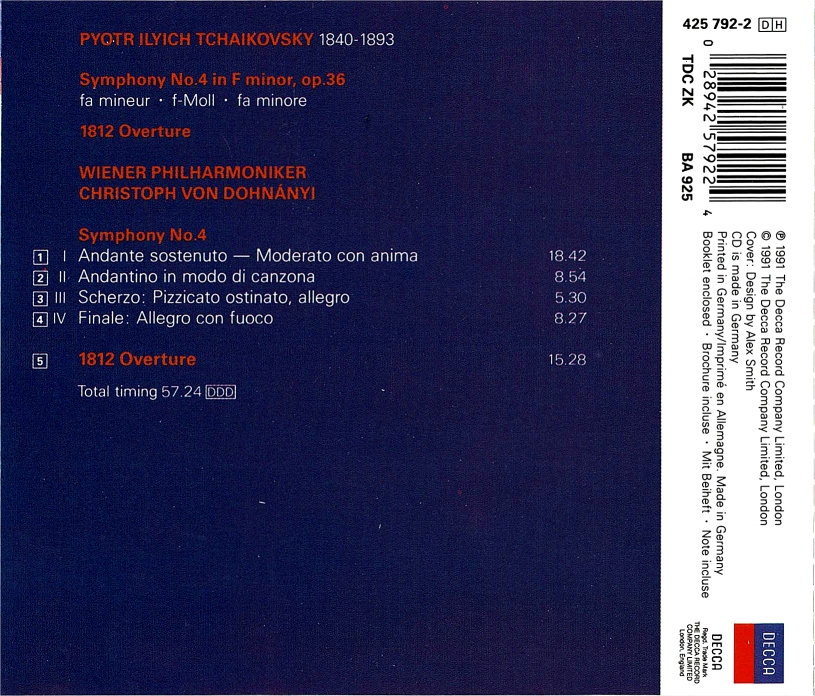 PYOTR ILYICH TCHAIKOVSKY 1840-1893
Symphony No.4 in F minor, op.36
fa mineur · f-Moll · fa minore
1812 Overture
WIENER PHILHARMONIKER
CHRISTOPH VON DOHNÁNYI
Symphony No.4
1 I Andante sostenuto — Moderato con anima 18.42
2 II Andantino in modo di canzona 8.54
3 III Scherzo: Pizzicato ostinato, allegro 5.30
4 IV Finale: Allegro con fuoco 8.27
5 1812 Overture 15.28
Total timing 57.24 DDD
425 792-2 DH
0 28942 57922 4
TDC ZK BA 925
℗ 1991 The Decca Record Company Limited, London
© 1991 The Decca Record Company Limited, London
Cover: Design by Alex Smith
CD is made in Germany
Printed in Germany/Imprimé en Allemagne. Made in Germany
Booklet enclosed · Brochure incluse · Mit Beiheft · Note incluse
DECCA
DECCA
Regd. Trade Mark
THE DECCA RECORD
COMPANY LIMITED
London, England